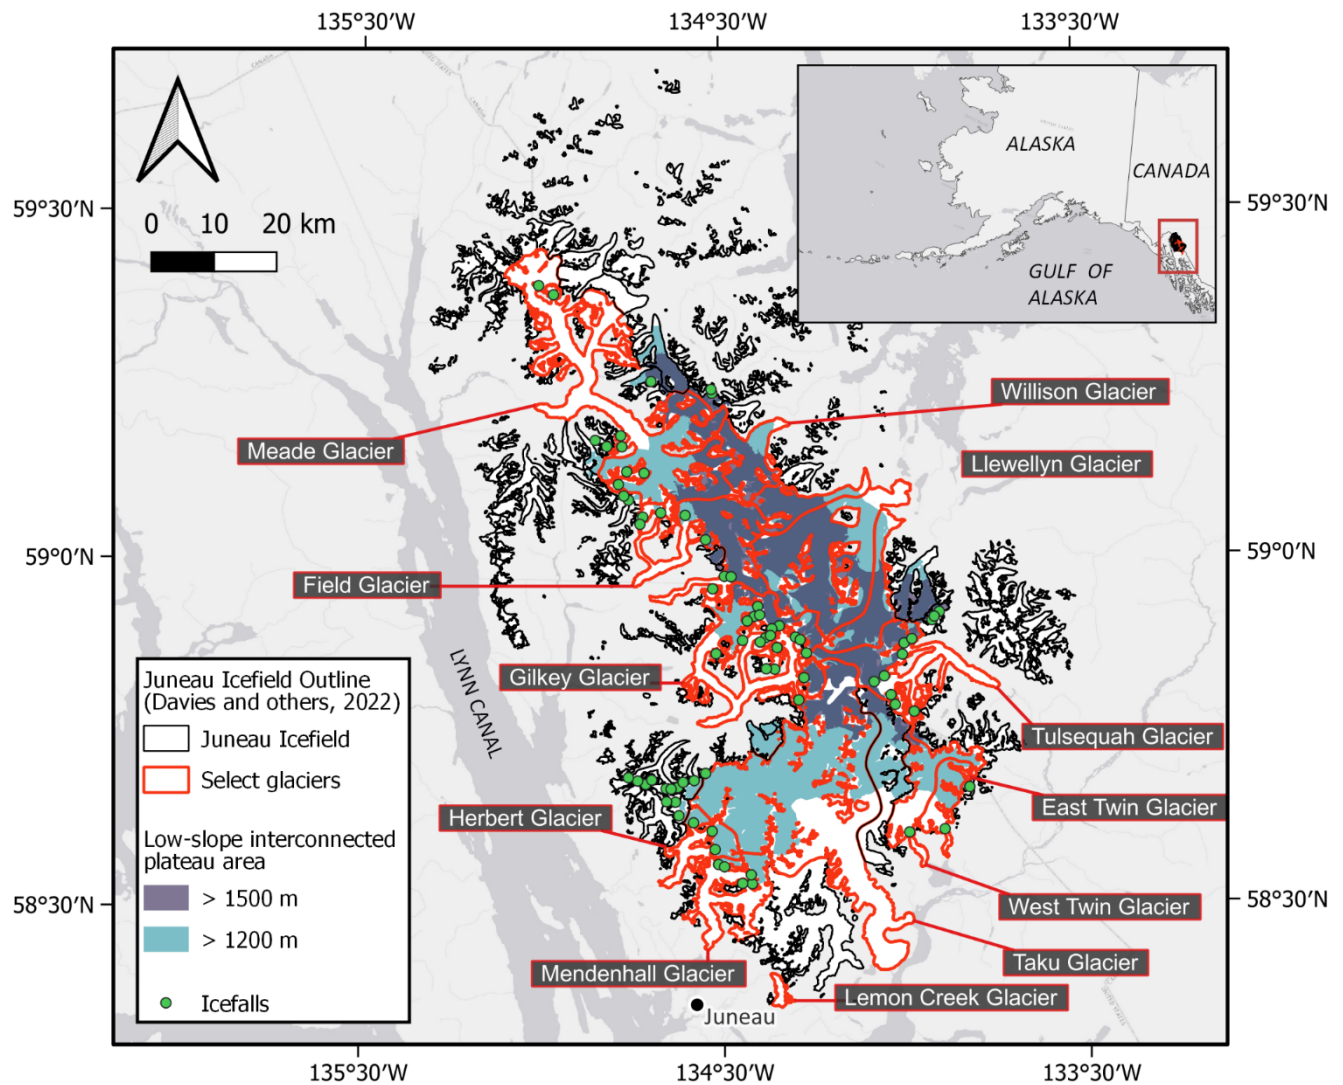 135°30′W 134°30′W 133°30′W
ALASKA
CANADA
GULF OF
ALASKA
59°30′N
59°30′N
0 10 20 km
Willison Glacier
Meade Glacier
Llewellyn Glacier
59°0′N
59°0′N
Field Glacier
LYNN CANAL
Gilkey Glacier
Juneau Icefield Outline
(Davies and others, 2022)
Juneau Icefield
Select glaciers
Low-slope interconnected
plateau area
> 1500 m
> 1200 m
Icefalls
Tulsequah Glacier
East Twin Glacier
Herbert Glacier
58°30′N
58°30′N
West Twin Glacier
Taku Glacier
Mendenhall Glacier
Lemon Creek Glacier
Juneau
135°30′W 134°30′W 133°30′W